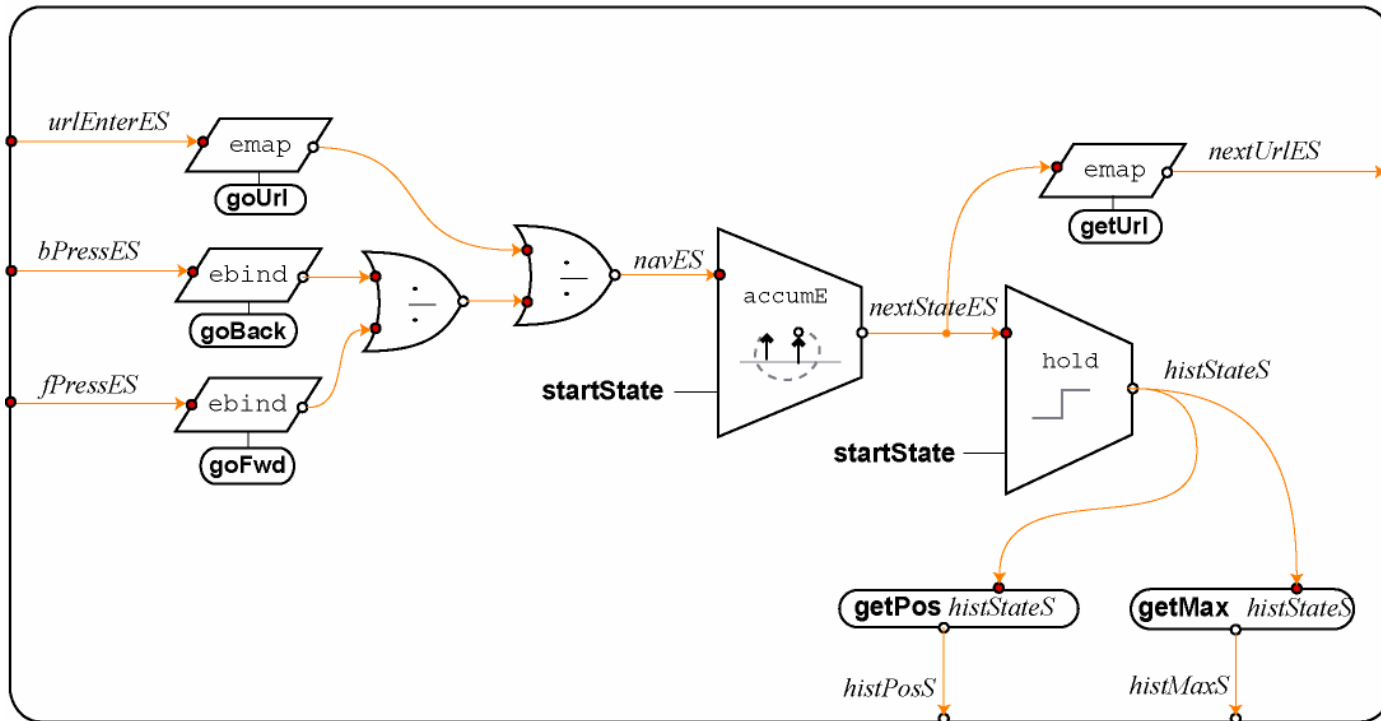 urlEnterES
emap
goUrl
bPressES
ebind
goBack
fPressES
ebind
goFwd
navES
accumE
startState
nextStateES
emap
getUrl
nextUrlES
hold
startState
histStateS
getPos histStateS
getMax histStateS
histPosS
histMaxS